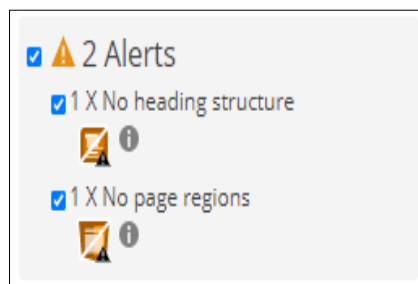 2 Alerts
1 X No heading structure
1 X No page regions